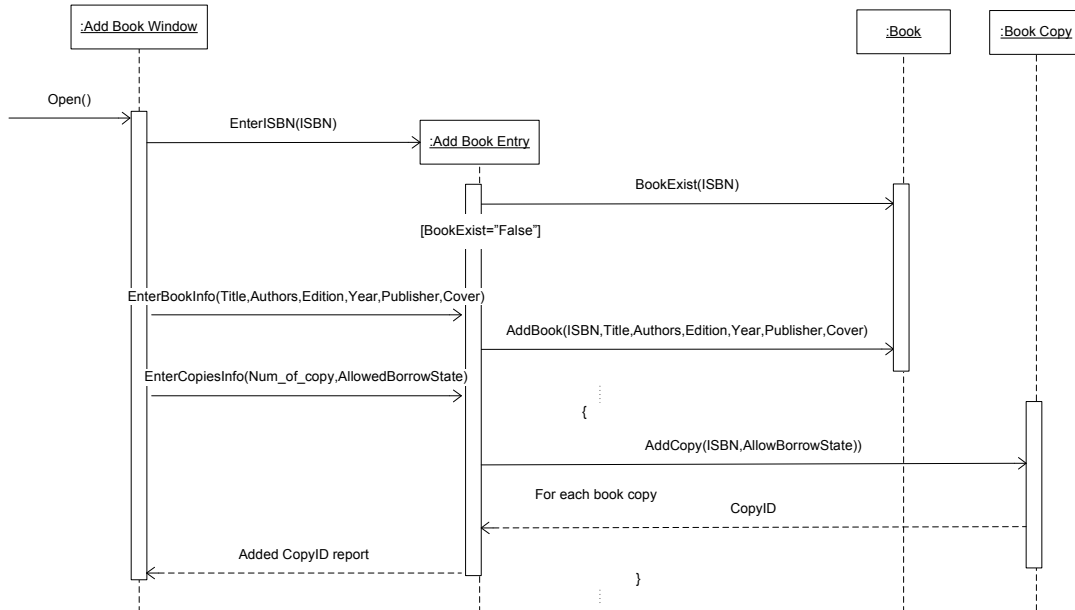 :Add Book Window
:Book
:Book Copy
Open()
EnterISBN(ISBN)
:Add Book Entry
BookExist(ISBN)
[BookExist="False”]
EnterBookInfo(Title,Authors,Edition,Year,Publisher,Cover)
AddBook(ISBN,Title,Authors,Edition,Year,Publisher,Cover)
EnterCopiesInfo(Num_of_copy,AllowedBorrowState)
{
AddCopy(ISBN,AllowBorrowState))
For each book copy
CopyID
Added CopyID report
}